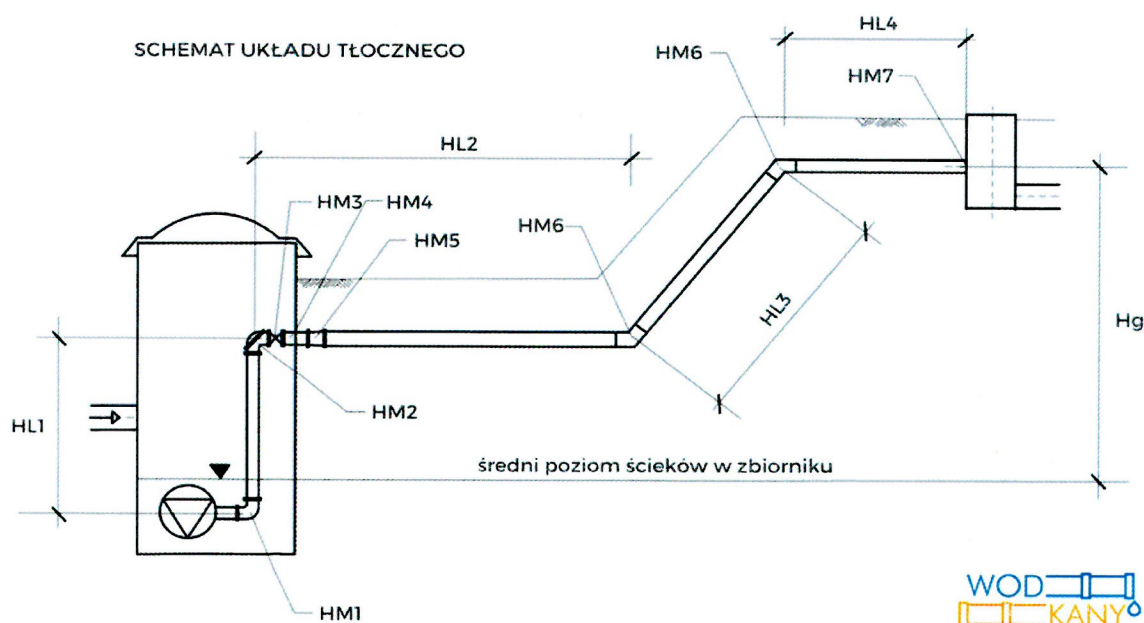 SCHEMAT UKŁADU TŁOCZNEGO
HL4
HM6
HM7
HL2
HM3
HM4
HM6
HM5
HL3
Hg
HM2
HL1
średni poziom ścieków w zbiorniku
HM1
WOD
KANY